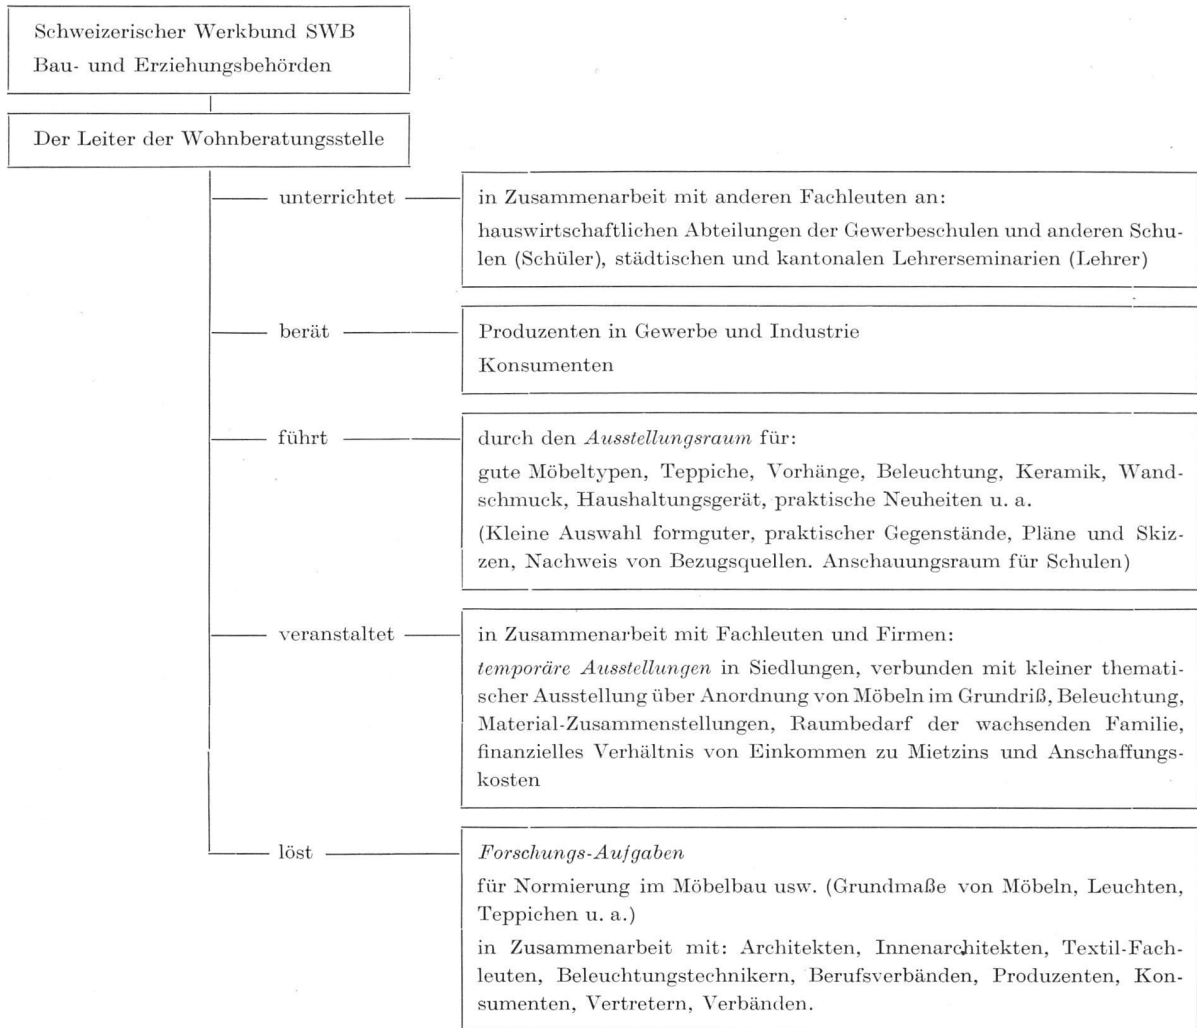 Schweizerischer Werkbund SWB
Bau- und Erziehungsbehörden
Der Leiter der Wohnberatungsstelle
unterrichtet
in Zusammenarbeit mit anderen Fachleuten an:
hauswirtschaftlichen Abteilungen der Gewerbeschulen und anderen Schu-
len (Schüler), städtischen und kantonalen Lehrerseminarien (Lehrer)
berät
Produzenten in Gewerbe und Industrie
Konsumenten
führt
durch den Ausstellungsraum für:
gute Möbeltypen, Teppiche, Vorhänge, Beleuchtung, Keramik, Wand-
schmuck, Haushaltungsgerät, praktische Neuheiten u. a.
(Kleine Auswahl formguter, praktischer Gegenstände, Pläne und Skiz-
zen, Nachweis von Bezugsquellen. Anschauungsraum für Schulen)
veranstaltet
in Zusammenarbeit mit Fachleuten und Firmen:
temporäre Ausstellungen in Siedlungen, verbunden mit kleiner themati-
scher Ausstellung über Anordnung von Möbeln im Grundriß, Beleuchtung,
Material-Zusammenstellungen, Raumbedarf der wachsenden Familie,
finanzielles Verhältnis von Einkommen zu Mietzins und Anschaffungs-
kosten
löst
Forschungs-Aufgaben
für Normierung im Möbelbau usw. (Grundmaße von Möbeln, Leuchten,
Teppichen u. a.)
in Zusammenarbeit mit: Architekten, Innenarchitekten, Textil-Fach-
leuten, Beleuchtungstechnikern, Berufsverbänden, Produzenten, Kon-
sumenten, Vertretern, Verbänden.